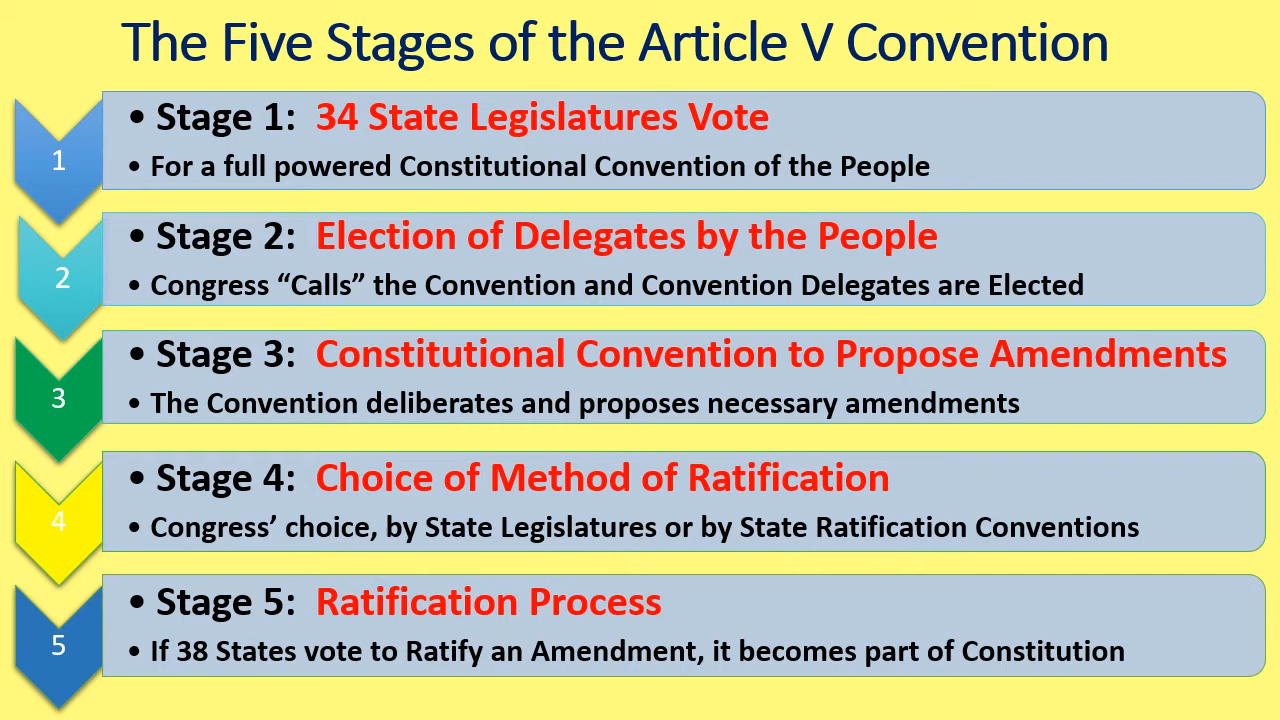 The Five Stages of the Article V Convention
1
• Stage 1: 34 State Legislatures Vote
• For a full powered Constitutional Convention of the People
2
• Stage 2: Election of Delegates by the People
• Congress “Calls” the Convention and Convention Delegates are Elected
3
• Stage 3: Constitutional Convention to Propose Amendments
• The Convention deliberates and proposes necessary amendments
4
• Stage 4: Choice of Method of Ratification
• Congress’ choice, by State Legislatures or by State Ratification Conventions
5
• Stage 5: Ratification Process
• If 38 States vote to Ratify an Amendment, it becomes part of Constitution